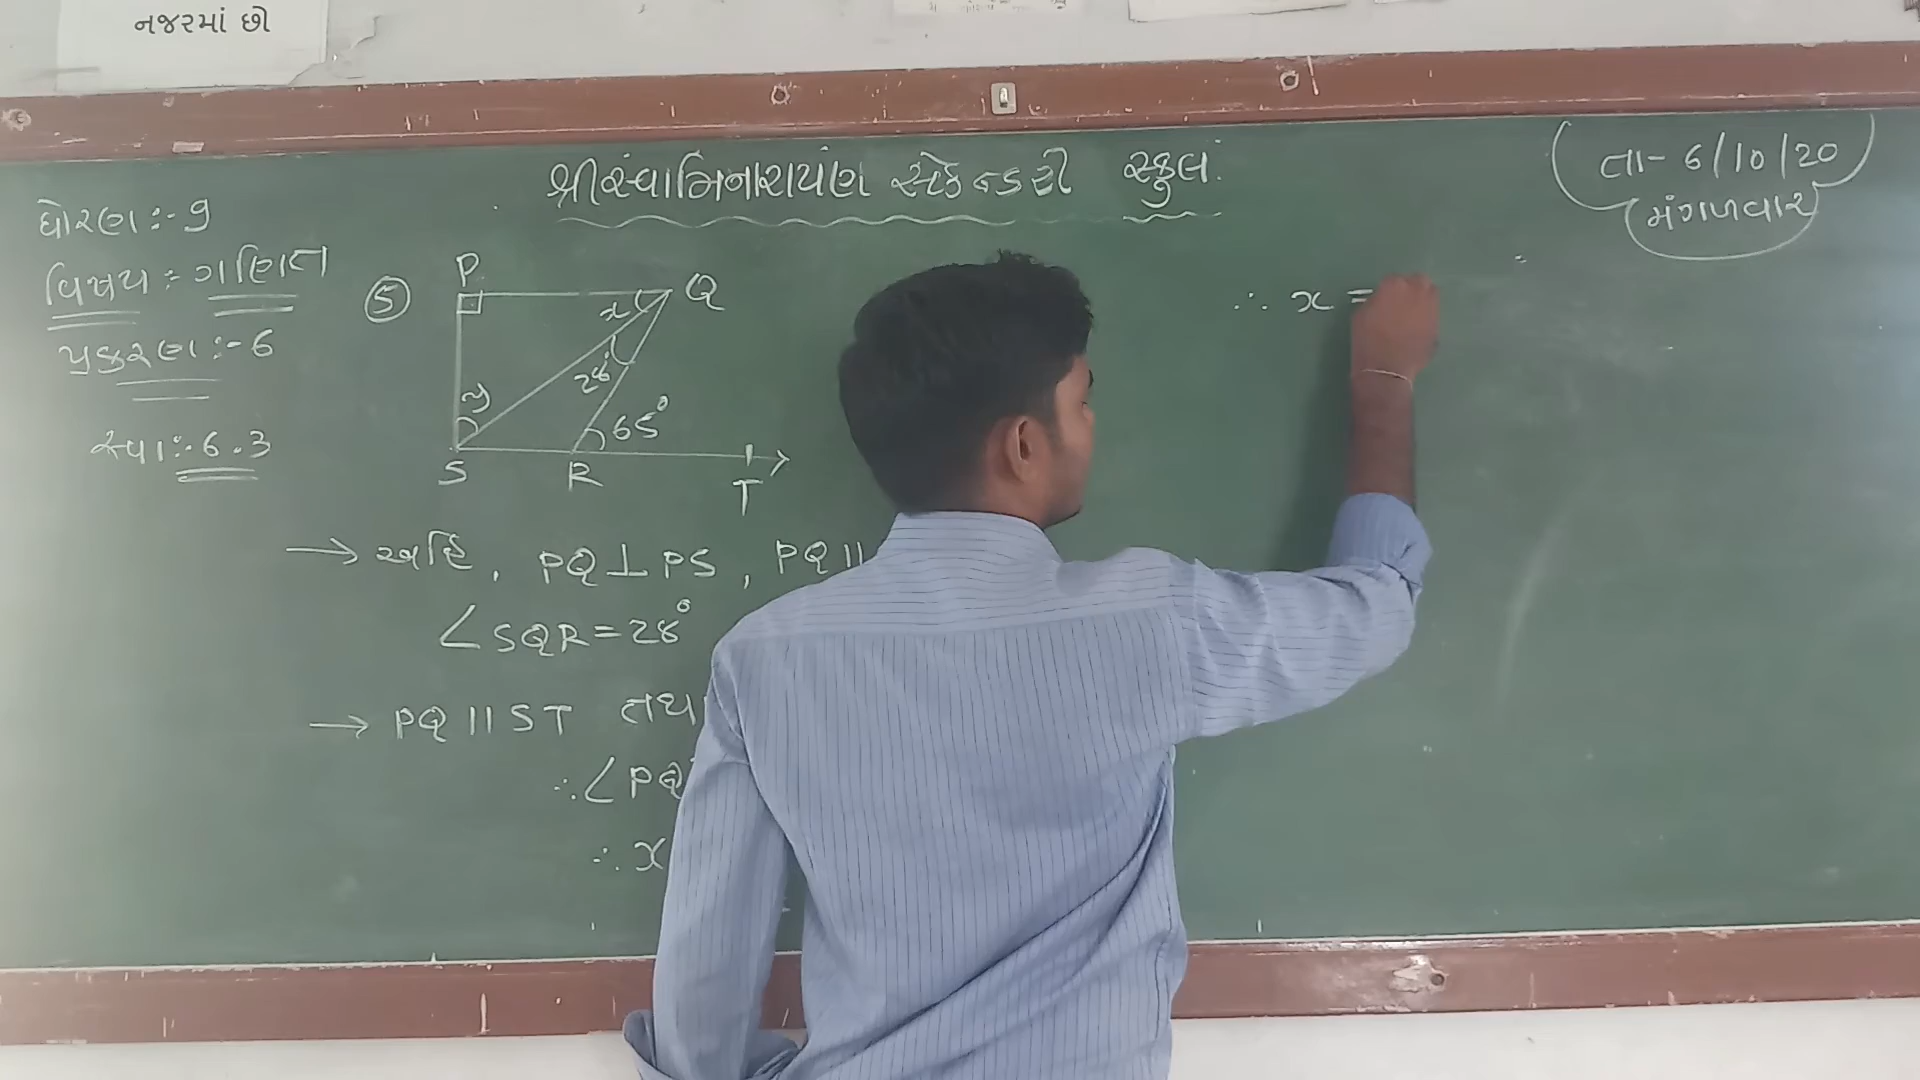 નજરમાં છો
શ્રી સ્વામિનારાયણ સેકેન્ડરી સ્કુલ.
તા- 6/10/20
મંગળવાર
ધોરણ :- 9
વિષય :- ગણિત
પ્રકરણ :- 6
સ્વા :- 6.3
5
P
Q
x
28°
y
65°
S
R
T
→ અહિ, PQ⊥PS, PQ||
∠SQR=28°
→ PQ||ST તથા
∴∠PQ
∴x
∴ x =